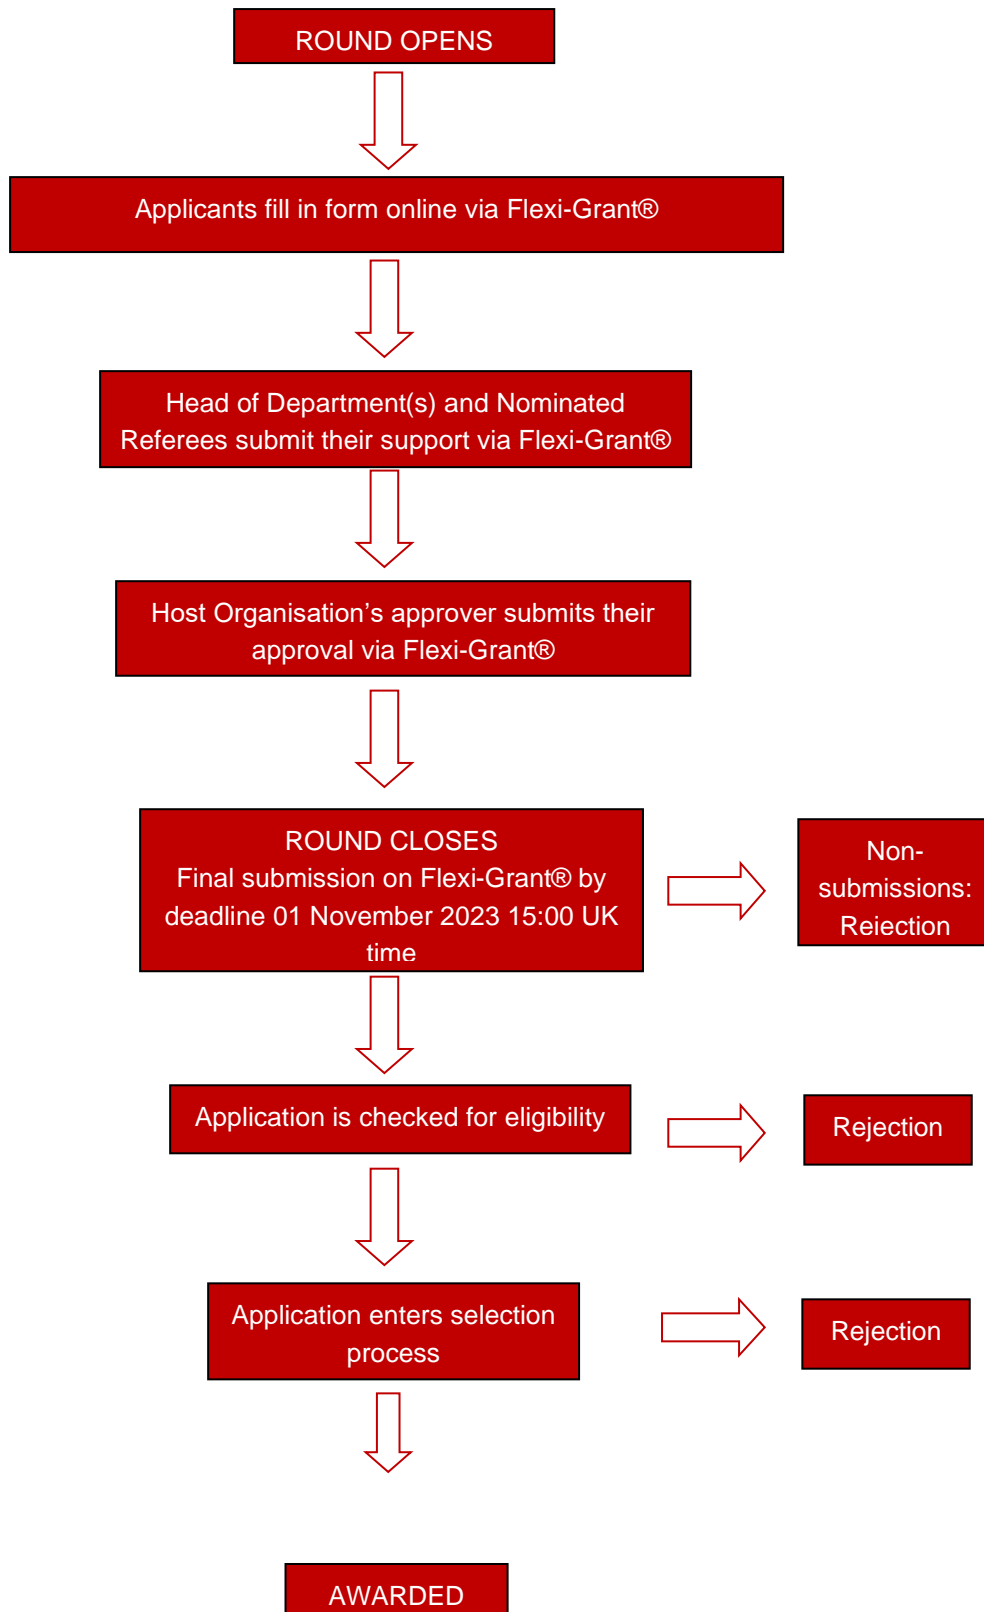 ROUND OPENS
Applicants fill in form online via Flexi-Grant®
Head of Department(s) and Nominated
Referees submit their support via Flexi-Grant®
Host Organisation’s approver submits their
approval via Flexi-Grant®
ROUND CLOSES
Final submission on Flexi-Grant® by
deadline 01 November 2023 15:00 UK
time
Non-
submissions:
Rejection
Application is checked for eligibility
Rejection
Application enters selection
process
Rejection
AWARDED